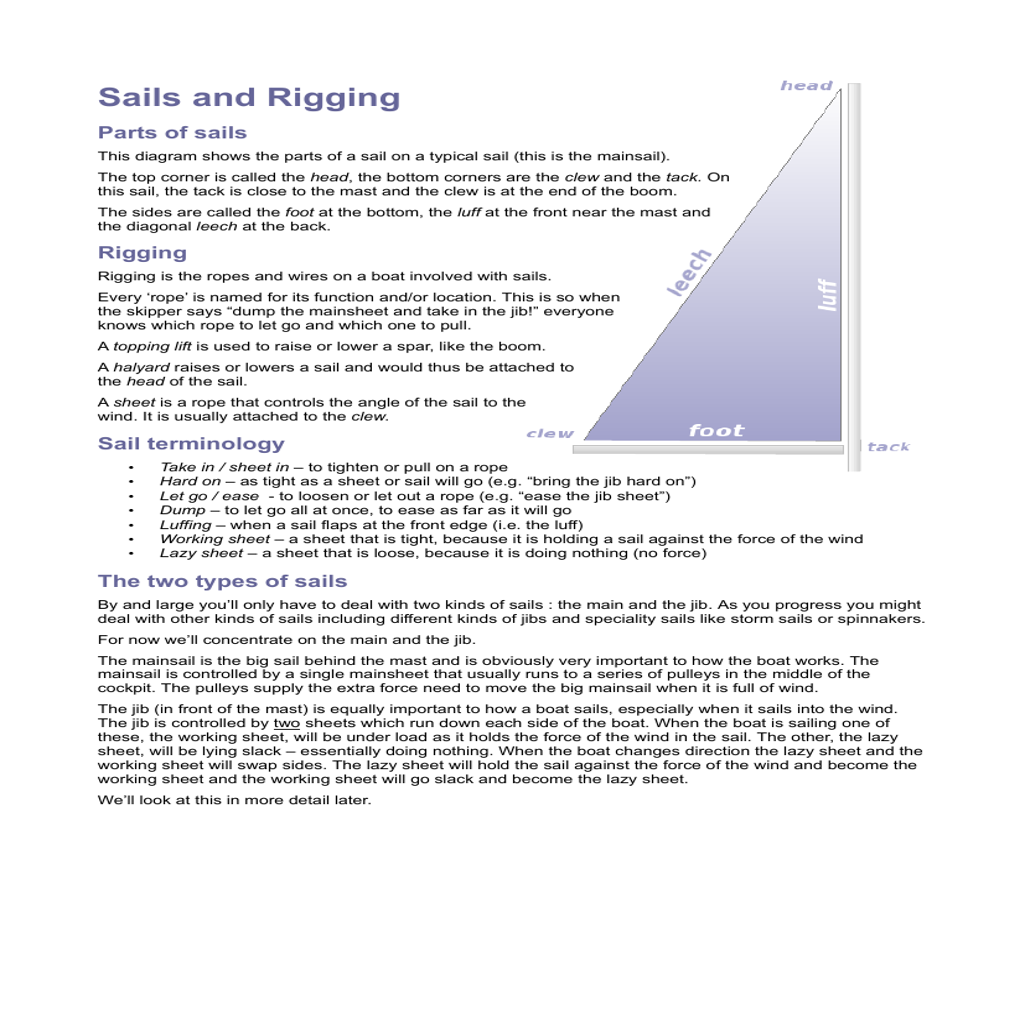 Sails and Rigging
Parts of sails
This diagram shows the parts of a sail on a typical sail (this is the mainsail).
The top corner is called the head, the bottom corners are the clew and the tack. On
this sail, the tack is close to the mast and the clew is at the end of the boom.
The sides are called the foot at the bottom, the luff at the front near the mast and
the diagonal leech at the back.
Rigging
Rigging is the ropes and wires on a boat involved with sails.
Every ‘rope’ is named for its function and/or location. This is so when
the skipper says “dump the mainsheet and take in the jib!” everyone
knows which rope to let go and which one to pull.
A topping lift is used to raise or lower a spar, like the boom.
A halyard raises or lowers a sail and would thus be attached to
the head of the sail.
A sheet is a rope that controls the angle of the sail to the
wind. It is usually attached to the clew.
head
leech
luff
clew
foot
tack
Sail terminology
• Take in / sheet in – to tighten or pull on a rope
• Hard on – as tight as a sheet or sail will go (e.g. “bring the jib hard on”)
• Let go / ease - to loosen or let out a rope (e.g. “ease the jib sheet”)
• Dump – to let go all at once, to ease as far as it will go
• Luffing – when a sail flaps at the front edge (i.e. the luff)
• Working sheet – a sheet that is tight, because it is holding a sail against the force of the wind
• Lazy sheet – a sheet that is loose, because it is doing nothing (no force)
The two types of sails
By and large you’ll only have to deal with two kinds of sails : the main and the jib. As you progress you might
deal with other kinds of sails including different kinds of jibs and speciality sails like storm sails or spinnakers.
For now we’ll concentrate on the main and the jib.
The mainsail is the big sail behind the mast and is obviously very important to how the boat works. The
mainsail is controlled by a single mainsheet that usually runs to a series of pulleys in the middle of the
cockpit. The pulleys supply the extra force need to move the big mainsail when it is full of wind.
The jib (in front of the mast) is equally important to how a boat sails, especially when it sails into the wind.
The jib is controlled by two sheets which run down each side of the boat. When the boat is sailing one of
these, the working sheet, will be under load as it holds the force of the wind in the sail. The other, the lazy
sheet, will be lying slack – essentially doing nothing. When the boat changes direction the lazy sheet and the
working sheet will swap sides. The lazy sheet will hold the sail against the force of the wind and become the
working sheet and the working sheet will go slack and become the lazy sheet.
We’ll look at this in more detail later.